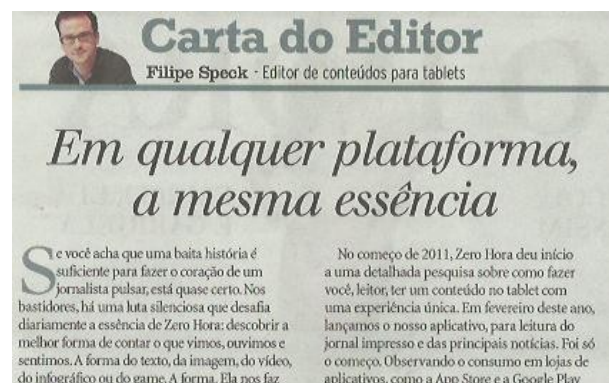 Carta do Editor
Filipe Speck - Editor de conteúdos para tablets
Em qualquer plataforma,
a mesma essência
Se você acha que uma baita história é
suficiente para fazer o coração de um
jornalista pulsar, está quase certo. Nos
bastidores, há uma luta silenciosa que desafia
diariamente a essência de Zero Hora: descobrir a
melhor forma de contar o que vimos, ouvimos e
sentimos. A forma do texto, da imagem, do vídeo,
do infográfico ou do game. A forma. Ela nos faz
No começo de 2011, Zero Hora deu início
a uma detalhada pesquisa sobre como fazer
você, leitor, ter um conteúdo no tablet com
uma experiência única. Em fevereiro deste ano,
lançamos o nosso aplicativo, para leitura do
jornal impresso e das principais notícias. Foi só
o começo. Observando o consumo em lojas de
aplicativos, como a App Store e a Google Play